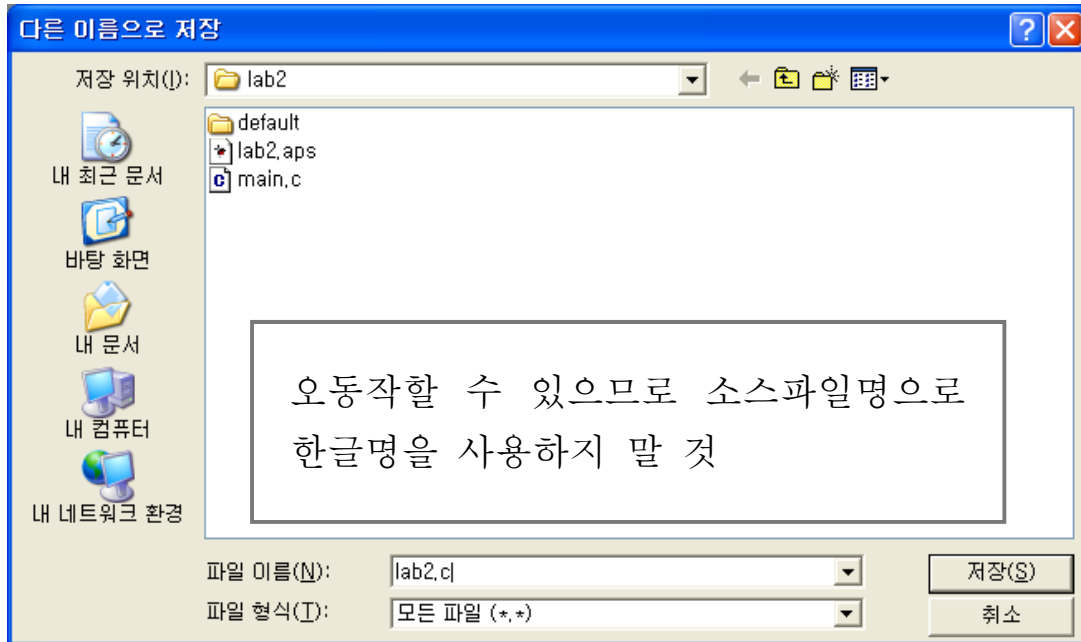 다른 이름으로 저장
저장 위치(I):
lab2
내 최근 문서
바탕 화면
내 문서
내 컴퓨터
내 네트워크 환경
default
lab2.aps
main.c
오동작할 수 있으므로 소스파일명으로
한글명을 사용하지 말 것
파일 이름(N):
lab2.c
저장(S)
파일 형식(T):
모든 파일 (*.*)
취소